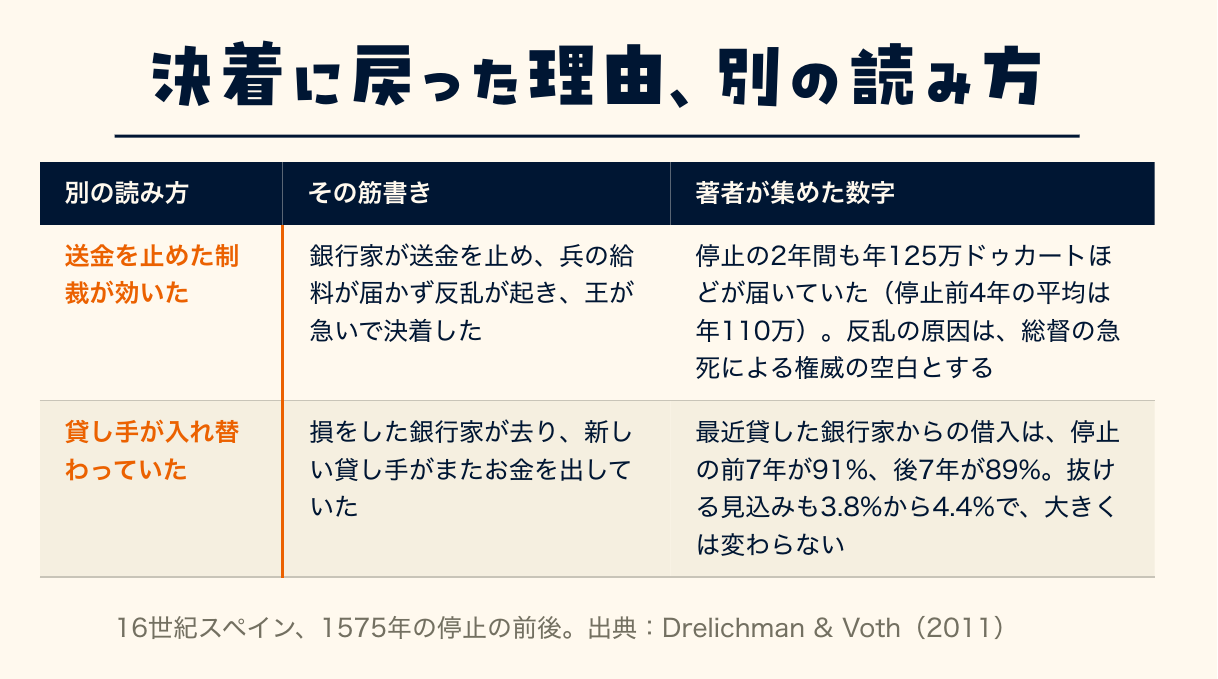 決着に戻った理由、別の読み方
別の読み方
その筋書き
著者が集めた数字
送金を止めた制
裁が効いた
銀行家が送金を止め、兵の給
料が届かず反乱が起き、王が
急いで決着した
停止の2年間も年125万ドゥカートほ
どが届いていた（停止前4年の平均は
年110万）。反乱の原因は、総督の急
死による権威の空白とする
貸し手が入れ替
わっていた
損をした銀行家が去り、新し
い貸し手がまたお金を出して
いた
最近貸した銀行家からの借入は、停止
の前7年が91%、後7年が89%。抜け
る見込みも3.8%から4.4%で、大きく
は変わらない
16世紀スペイン、1575年の停止の前後。出典：Drelichman & Voth（2011）